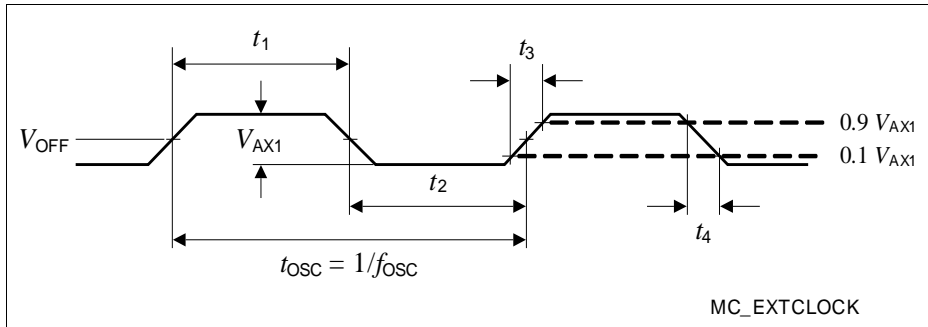 t1
t3
VOFF
VAX1
0.9 VAX1
0.1 VAX1
t2
t4
tOSC = 1/fOSC
MC_EXTCLOCK